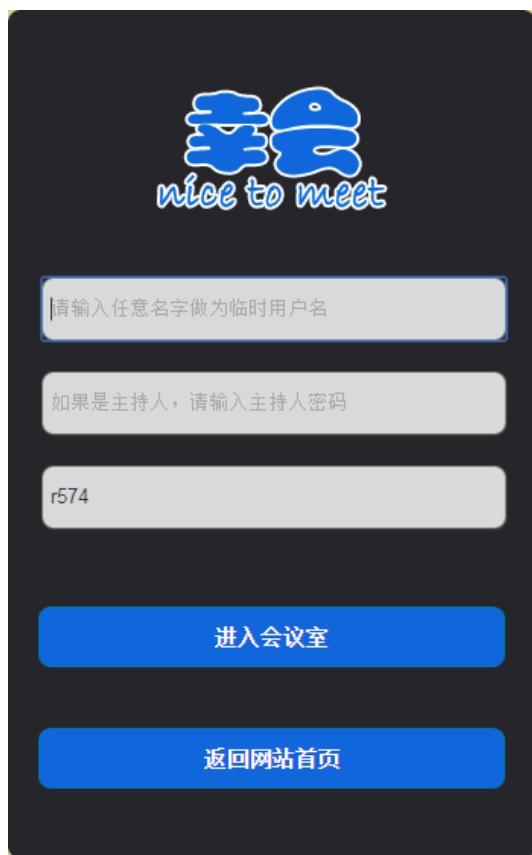 幸会
nice to meet
请输入任意名字做为临时用户名
如果是主持人，请输入主持人密码
r574
进入会议室
返回网站首页